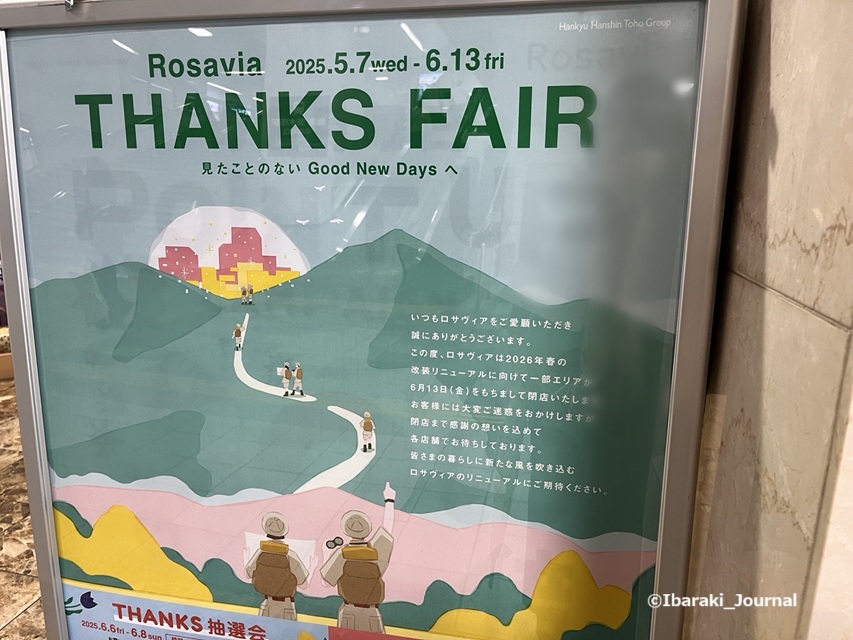 Hankyu Hanshin Toho Group
Rosavia 2025.5.7wed - 6.13fri
THANKS FAIR
見たことのない Good New Days へ
いつもロサヴィアをご愛顧いただき
誠にありがとうございます。
この度、ロサヴィアは2026年春の
改装リニューアルに向けて一部エリアが
6月13日(金)をもちまして閉店いたします
お客様には大変ご迷惑をおかけしますが
閉店まで感謝の想いを込めて
各店舗でお待ちしております。
皆さまの暮らしに新たな風を吹き込む
ロサヴィアのリニューアルにご期待ください。
THANKS 抽選会
2025.6.6fri - 6.8sun
©Ibaraki_Journal